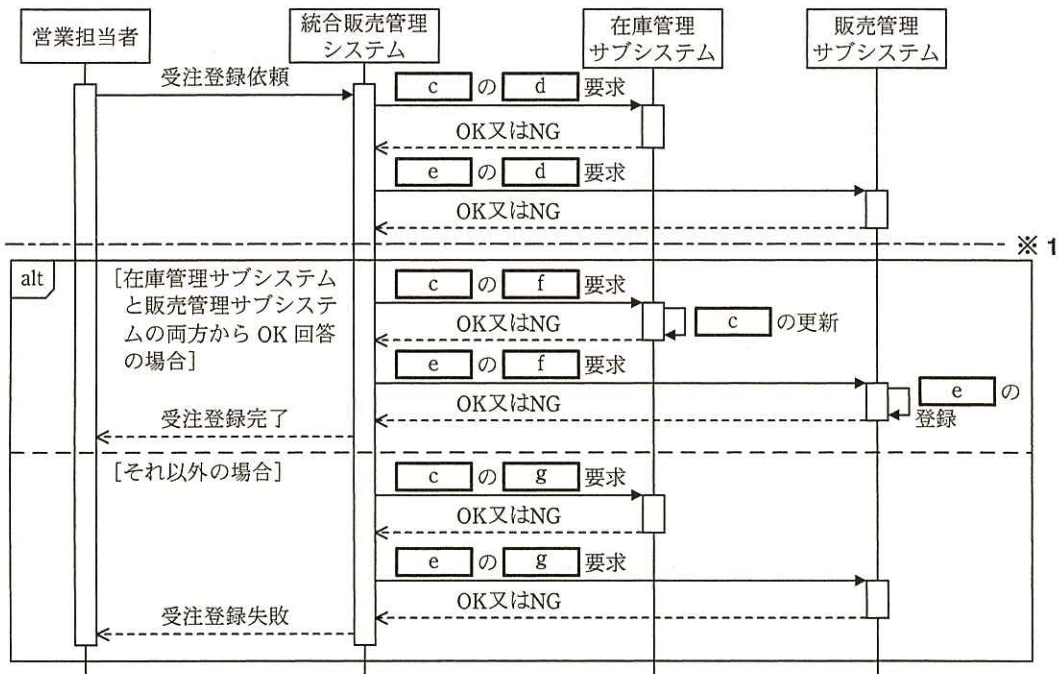 営業担当者
統合販売管理
システム
在庫管理
サブシステム
販売管理
サブシステム
受注登録依頼
c の d 要求
OK又はNG
e の d 要求
OK又はNG
※1
alt
[在庫管理サブシステム
と販売管理サブシステ
ムの両方から OK 回答
の場合]
c の f 要求
OK又はNG
c の更新
e の f 要求
OK又はNG
e の
登録
受注登録完了
[それ以外の場合]
c の g 要求
OK又はNG
e の g 要求
OK又はNG
受注登録失敗